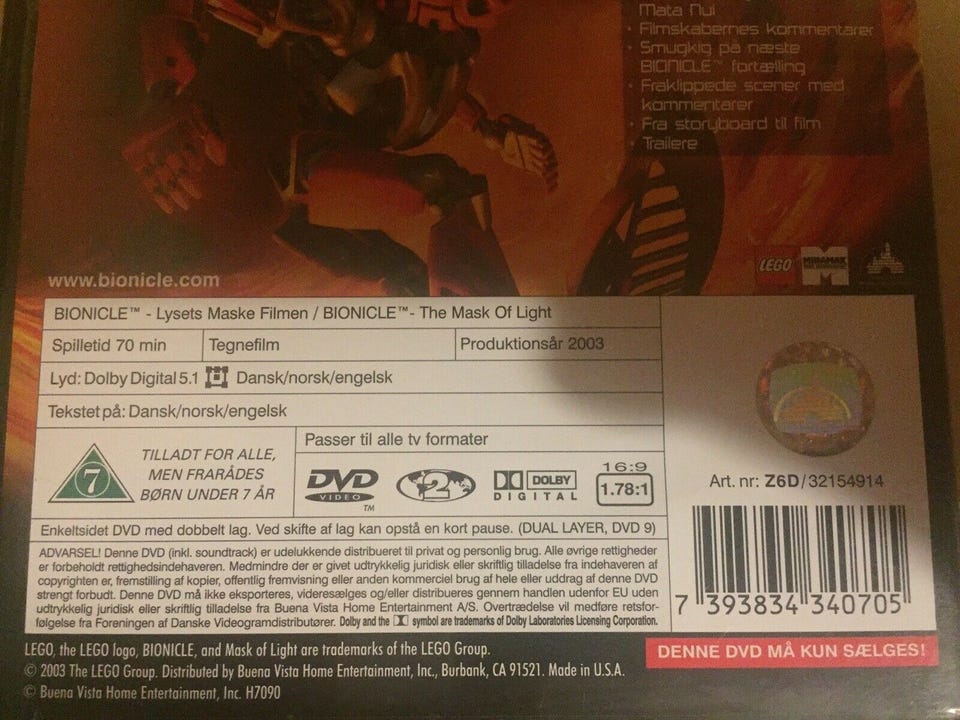 Mata Nui
• Filmskabernes kommentarer
• Smugkig på næste
BIONICLE™ fortælling
• Fraklippede scener med
kommentarer
• Fra storyboard til film
• Trailere
LEGO MIRAMAX
www.bionicle.com
BIONICLE™ - Lysets Maske Filmen / BIONICLE™- The Mask Of Light
Spilletid 70 min Tegnefilm Produktionsår 2003
Lyd: Dolby Digital 5.1 Dansk/norsk/engelsk
Tekstet på: Dansk/norsk/engelsk
Passer til alle tv formater
7
TILLADT FOR ALLE,
MEN FRARÅDES
BØRN UNDER 7 ÅR
DVD VIDEO TM
2
DOLBY DIGITAL
16:9
1.78:1
Art. nr: Z6D/32154914
Enkeltsidet DVD med dobbelt lag. Ved skifte af lag kan opstå en kort pause. (DUAL LAYER, DVD 9)
ADVARSEL! Denne DVD (inkl. soundtrack) er udelukkende distribueret til privat og personlig brug. Alle øvrige rettigheder
er forbeholdt rettighedsindehaveren. Medmindre der er givet udtrykkelig juridisk eller skriftlig tilladelse fra indehaveren af
copyrighten er, fremstilling af kopier, offentlig fremvisning eller anden kommerciel brug af hele eller uddrag af denne DVD
strengt forbudt. Denne DVD må ikke eksporteres, videresælges og/eller distribueres gennem handlen udenfor EU uden
udtrykkelig juridisk eller skriftlig tilladelse fra Buena Vista Home Entertainment A/S. Overtrædelse vil medføre retsfor-
følgelse fra Foreningen af Danske Videogramdistributører. Dolby and the symbol are trademarks of Dolby Laboratories Licensing Corporation.
7 393834 340705
LEGO, the LEGO logo, BIONICLE, and Mask of Light are trademarks of the LEGO Group.
© 2003 The LEGO Group. Distributed by Buena Vista Home Entertainment, Inc., Burbank, CA 91521. Made in U.S.A.
© Buena Vista Home Entertainment, Inc. H7090
DENNE DVD MÅ KUN SÆLGES!